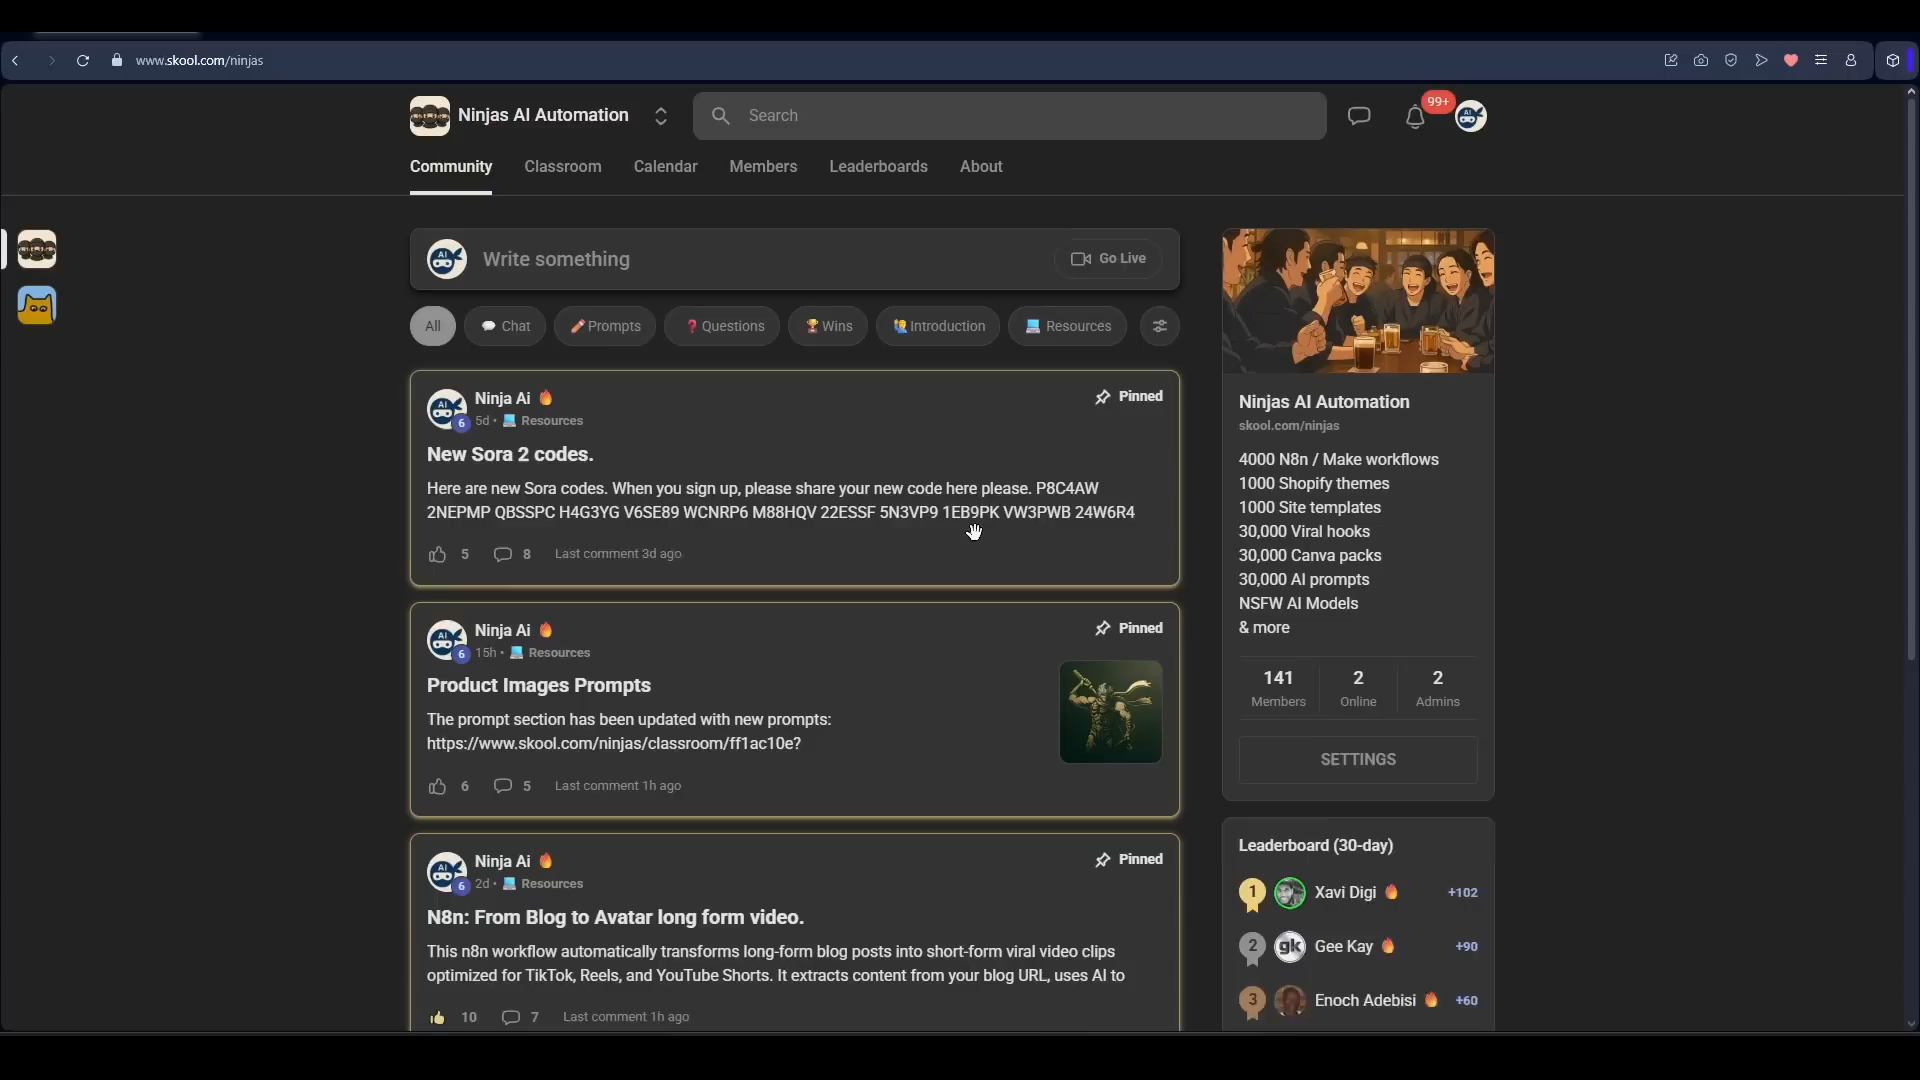 www.skool.com/ninjas
Ninjas AI Automation
Search
99+
Community
Classroom
Calendar
Members
Leaderboards
About
Write something
Go Live
All
Chat
Prompts
Questions
Wins
Introduction
Resources
Ninja Ai
Pinned
6
5d • Resources
New Sora 2 codes.
Here are new Sora codes. When you sign up, please share your new code here please. P8C4AW
2NEPMP QBSSPC H4G3YG V6SE89 WCNRP6 M88HQV 22ESSF 5N3VP9 1EB9PK VW3PWB 24W6R4
5
8
Last comment 3d ago
Ninja Ai
Pinned
6
15h • Resources
Product Images Prompts
The prompt section has been updated with new prompts:
https://www.skool.com/ninjas/classroom/ff1ac10e?
6
5
Last comment 1h ago
Ninja Ai
Pinned
6
2d • Resources
N8n: From Blog to Avatar long form video.
This n8n workflow automatically transforms long-form blog posts into short-form viral video clips
optimized for TikTok, Reels, and YouTube Shorts. It extracts content from your blog URL, uses AI to
10
7
Last comment 1h ago
Ninjas AI Automation
skool.com/ninjas
4000 N8n / Make workflows
1000 Shopify themes
1000 Site templates
30,000 Viral hooks
30,000 Canva packs
30,000 AI prompts
NSFW AI Models
& more
141
Members
2
Online
2
Admins
SETTINGS
Leaderboard (30-day)
1
Xavi Digi
+102
2
gk
Gee Kay
+90
3
Enoch Adebisi
+60